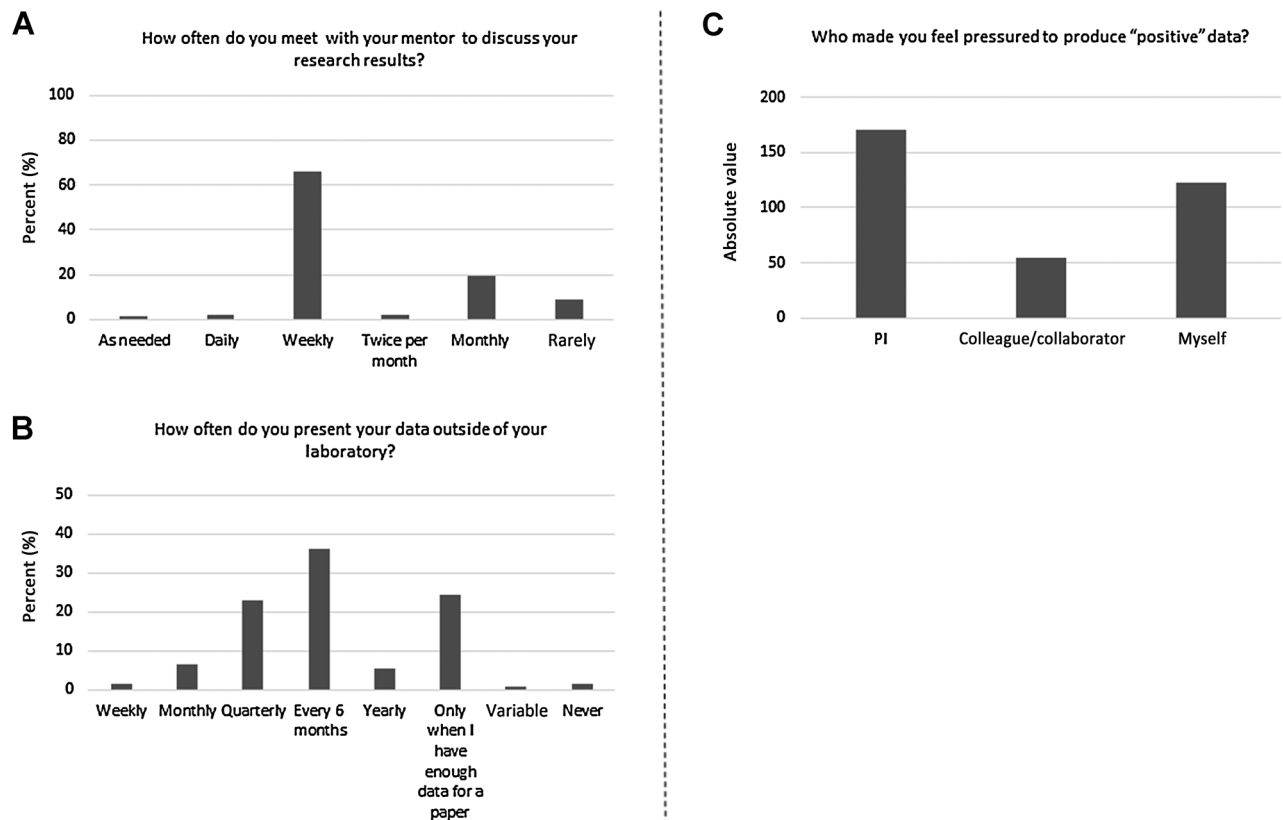 A
How often do you meet with your mentor to discuss your
research results?
Percent (%)
100
80
60
40
20
0
As needed
Daily
Weekly
Twice per
month
Monthly
Rarely
B
How often do you present your data outside of your
laboratory?
Percent (%)
50
40
30
20
10
0
Weekly
Monthly
Quarterly
Every 6
months
Yearly
Only
when I
have
enough
data for a
paper
Variable
Never
C
Who made you feel pressured to produce “positive” data?
Absolute value
200
150
100
50
0
PI
Colleague/collaborator
Myself